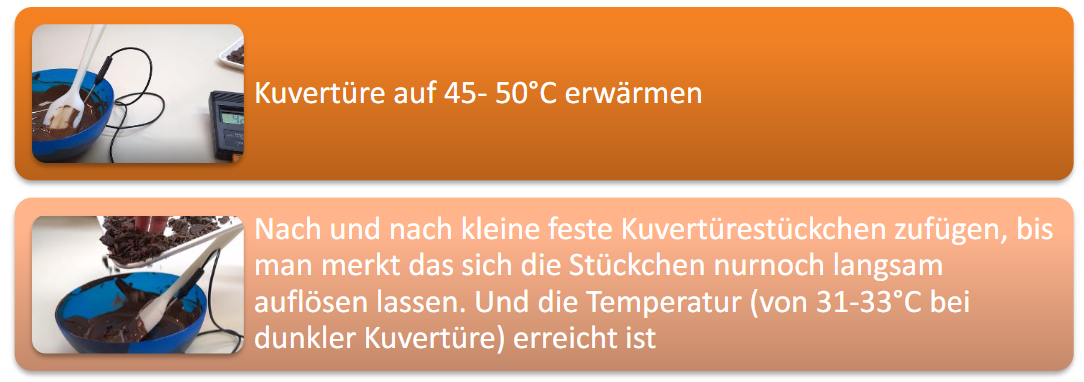 Kuvertüre auf 45- 50°C erwärmen
Nach und nach kleine feste Kuvertürestückchen zufügen, bis
man merkt das sich die Stückchen nurnoch langsam
auflösen lassen. Und die Temperatur (von 31-33°C bei
dunkler Kuvertüre) erreicht ist